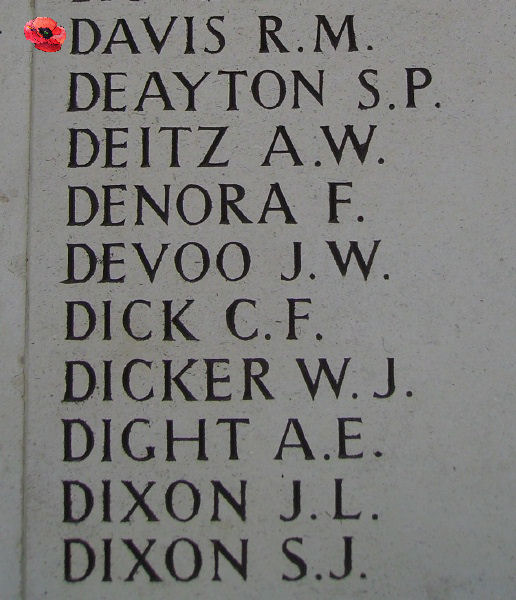 DAVIS R.M.
DEAYTON S.P.
DEITZ A.W.
DENORA F.
DEVOO J.W.
DICK C.F.
DICKER W.J.
DIGHT A.E.
DIXON J.L.
DIXON S.J.